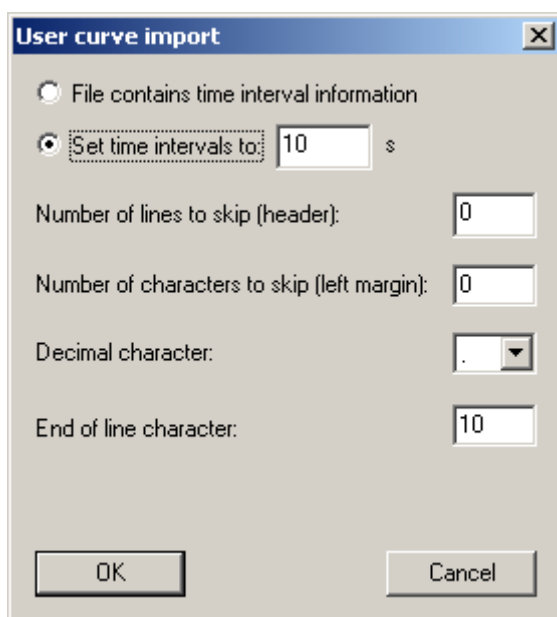 User curve import
File contains time interval information
Set time intervals to: 10 s
Number of lines to skip (header): 0
Number of characters to skip (left margin): 0
Decimal character: .
End of line character: 10
OK Cancel